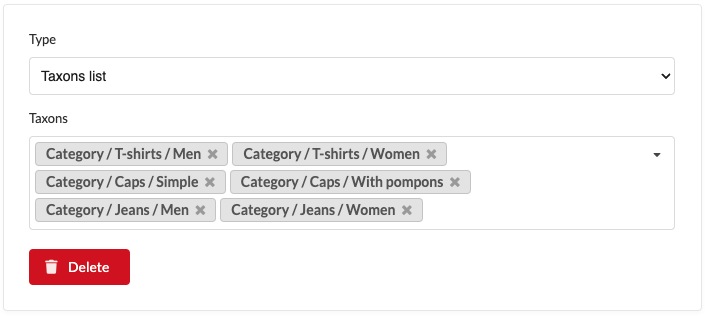 Type
Taxons list
Taxons
Category / T-shirts / Men Category / T-shirts / Women
Category / Caps / Simple Category / Caps / With pompons
Category / Jeans / Men Category / Jeans / Women
Delete